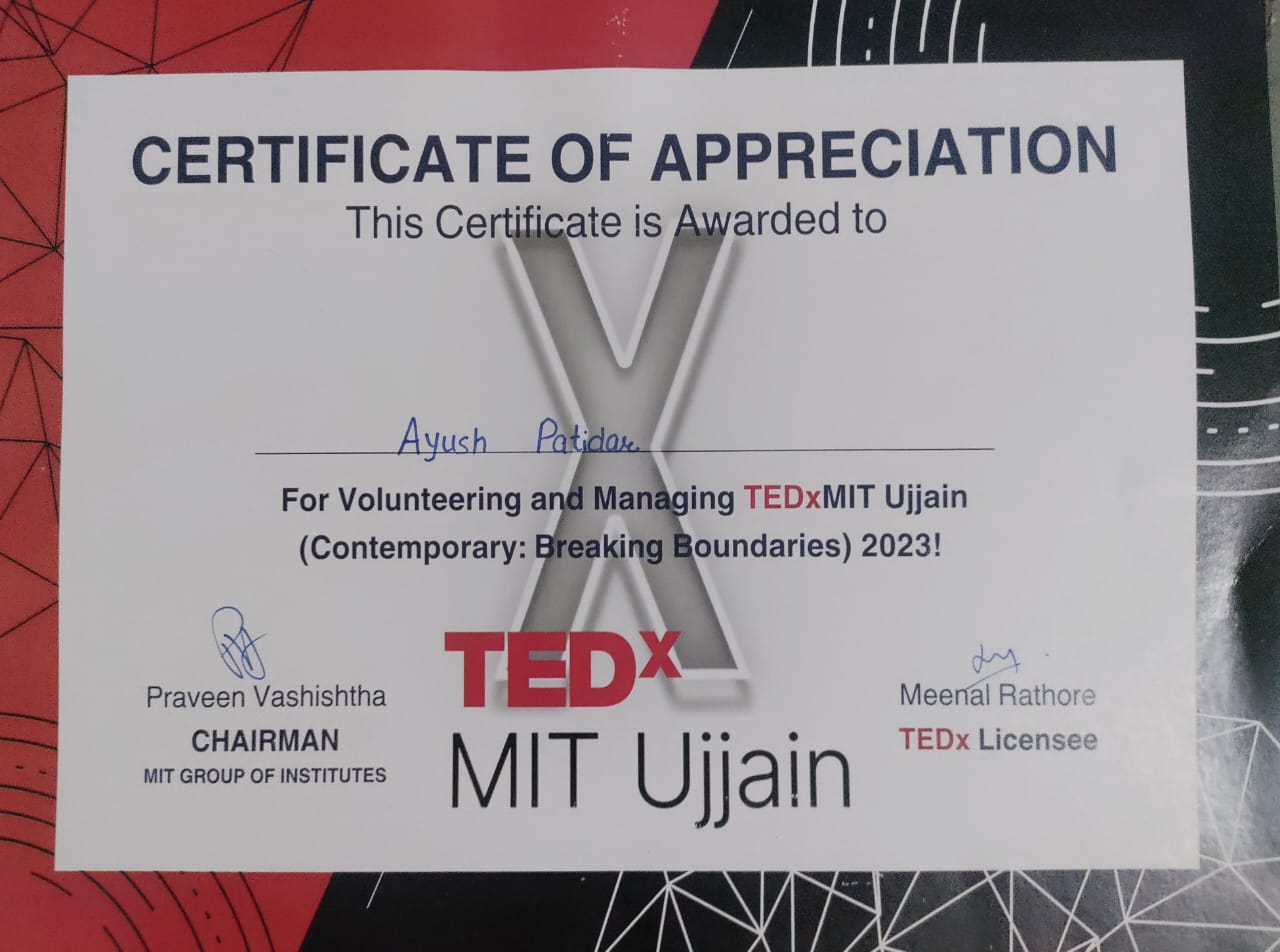 CERTIFICATE OF APPRECIATION
This Certificate is Awarded to
Ayush Patidar
For Volunteering and Managing TEDxMIT Ujjain
(Contemporary: Breaking Boundaries) 2023!
Praveen Vashishtha
CHAIRMAN
MIT GROUP OF INSTITUTES
TEDx
MIT Ujjain
Meenal Rathore
TEDx Licensee